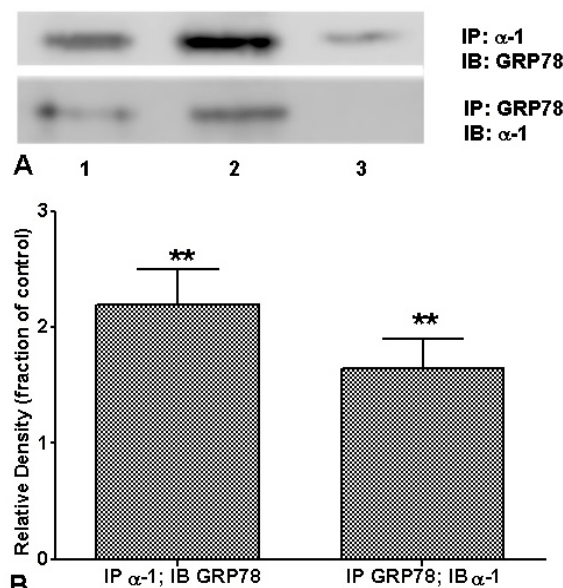 IP: α-1
IB: GRP78
IP: GRP78
IB: α-1
A 1 2 3
3
**
**
2
1
0
Relative Density (fraction of control)
IP α-1; IB GRP78 IP GRP78; IB α-1
B